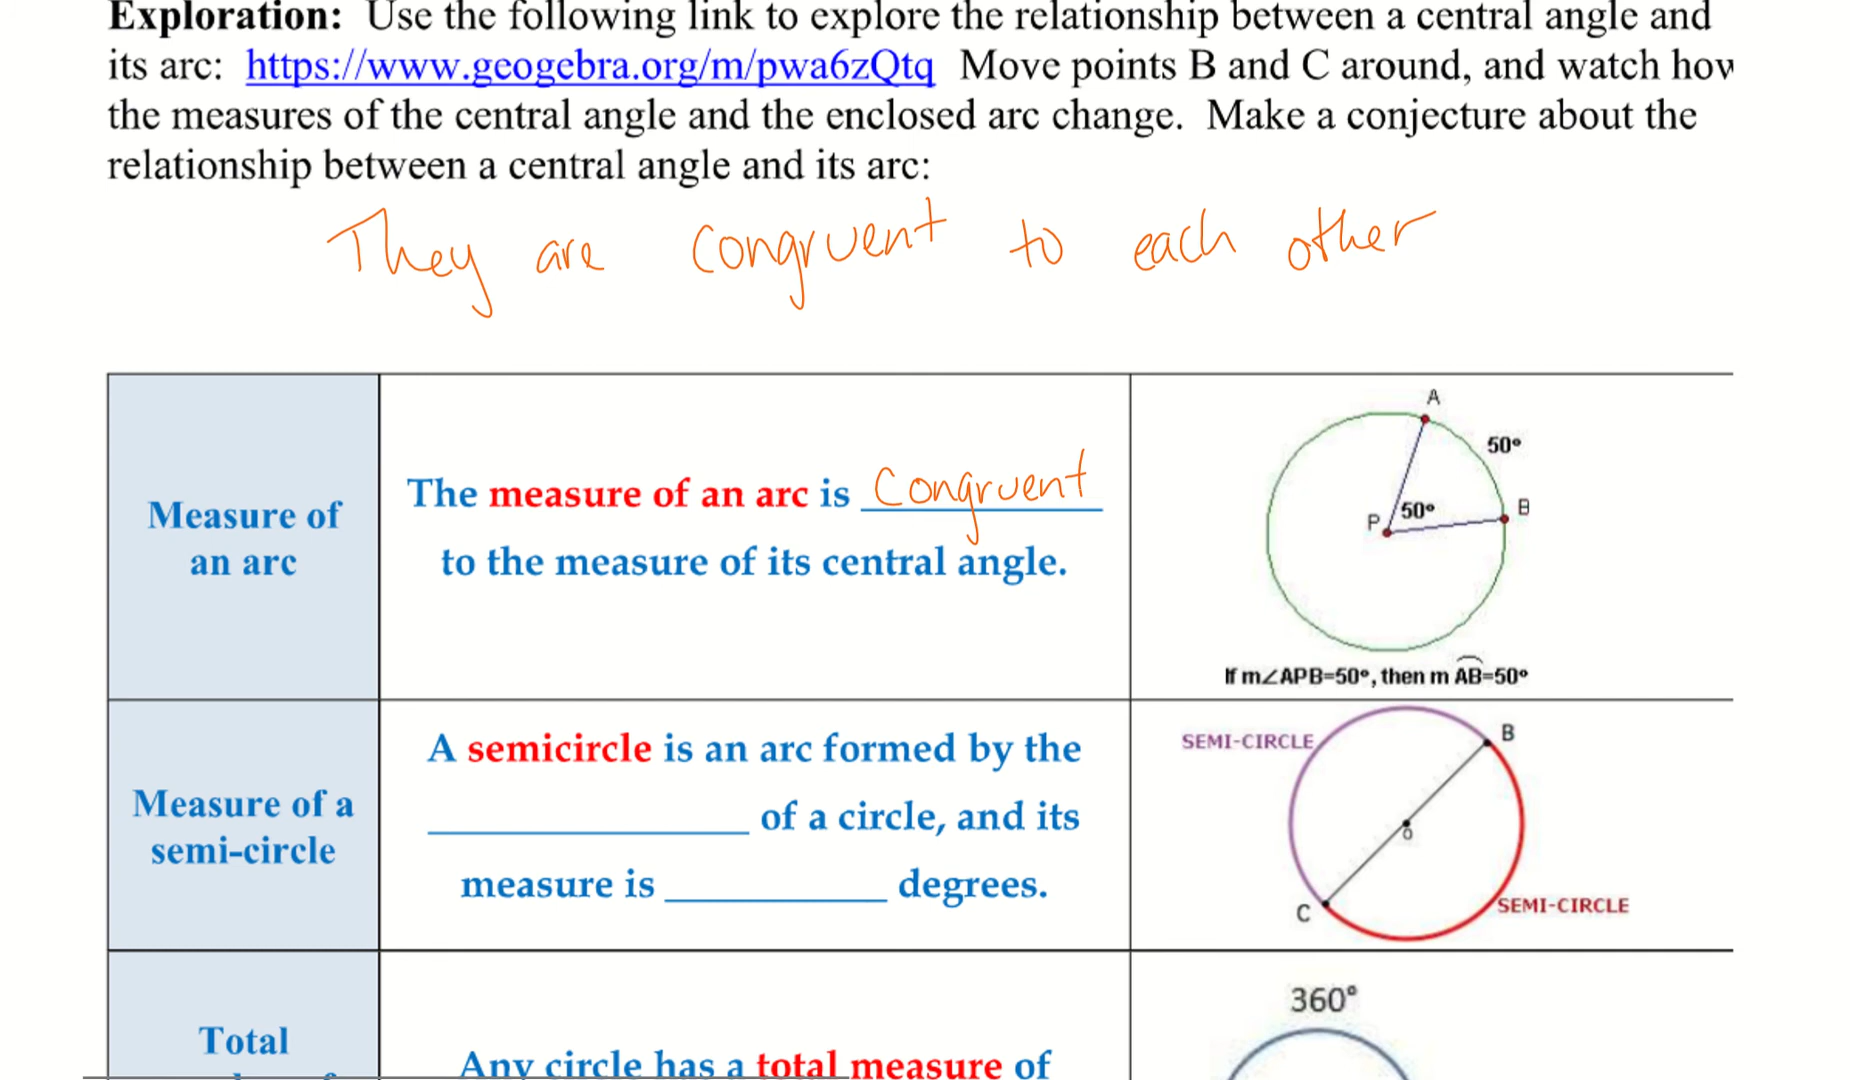 Exploration: Use the following link to explore the relationship between a central angle and
its arc: https://www.geogebra.org/m/pwa6zQtq Move points B and C around, and watch how
the measures of the central angle and the enclosed arc change. Make a conjecture about the
relationship between a central angle and its arc:
They are congruent to each other
Measure of
an arc
The measure of an arc is Congruent
to the measure of its central angle.
A
50°
B
P
50°
If m∠APB=50°, then m AB=50°
Measure of a
semi-circle
A semicircle is an arc formed by the
____ of a circle, and its
measure is ____ degrees.
SEMI-CIRCLE
B
O
C
SEMI-CIRCLE
Total
Any circle has a total measure of
360°